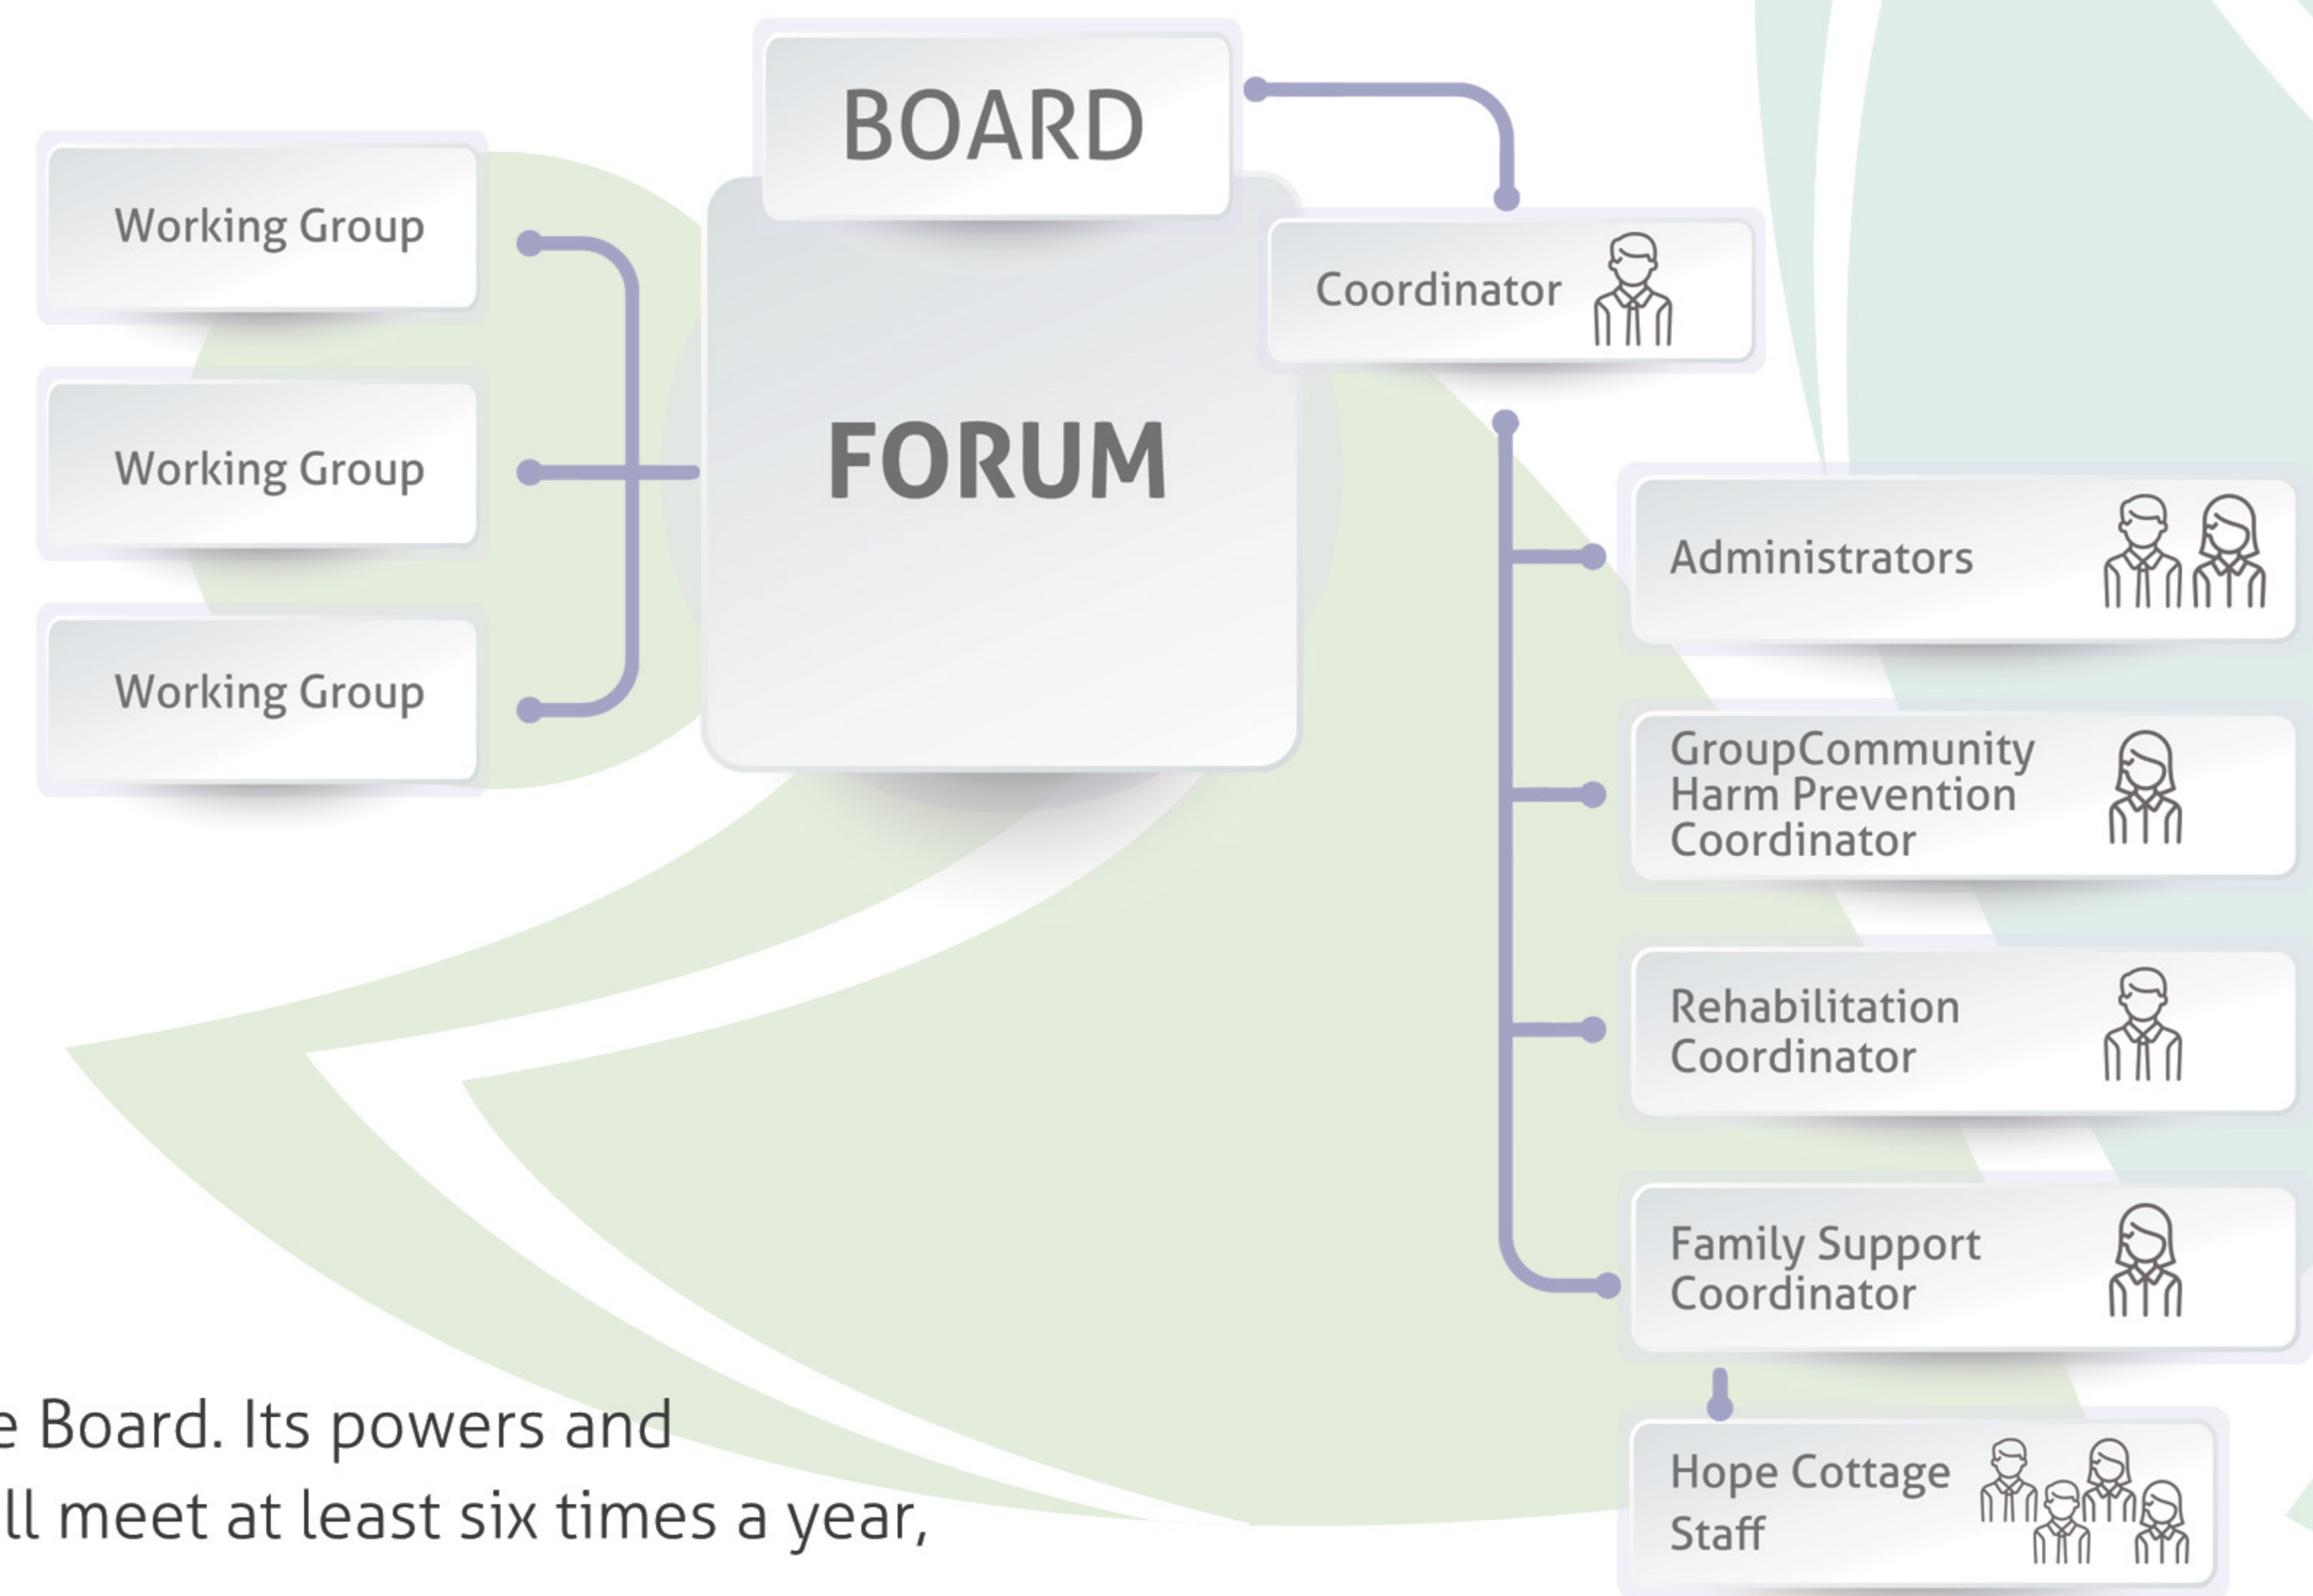 BOARD
Working Group
Coordinator
Working Group
FORUM
Administrators
Working Group
GroupCommunity
Harm Prevention
Coordinator
Rehabilitation
Coordinator
Family Support
Coordinator
e Board. Its powers and
ll meet at least six times a year,
Hope Cottage
Staff